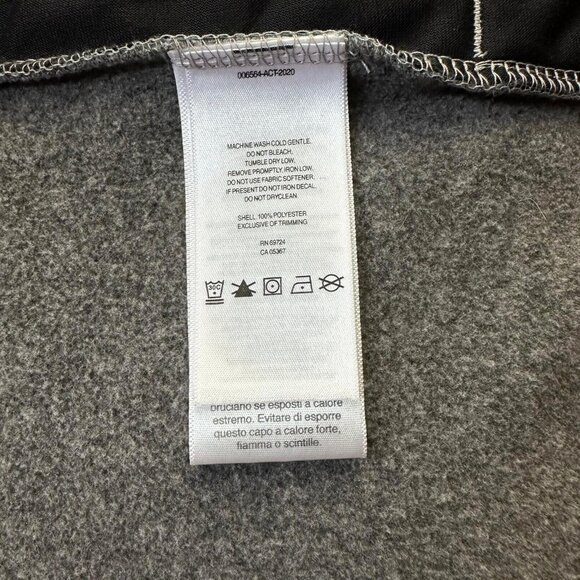 006564-ACT-2020
MACHINE WASH COLD GENTLE.
DO NOT BLEACH.
TUMBLE DRY LOW.
REMOVE PROMPTLY, IRON LOW.
DO NOT USE FABRIC SOFTENER.
IF PRESENT DO NOT IRON DECAL.
DO NOT DRYCLEAN.
SHELL: 100% POLYESTER
EXCLUSIVE OF TRIMMING
RN 69724
CA 05367
30C
bruciano se esposti a calore
estremo. Evitare di esporre
questo capo a calore forte,
fiamma o scintille.